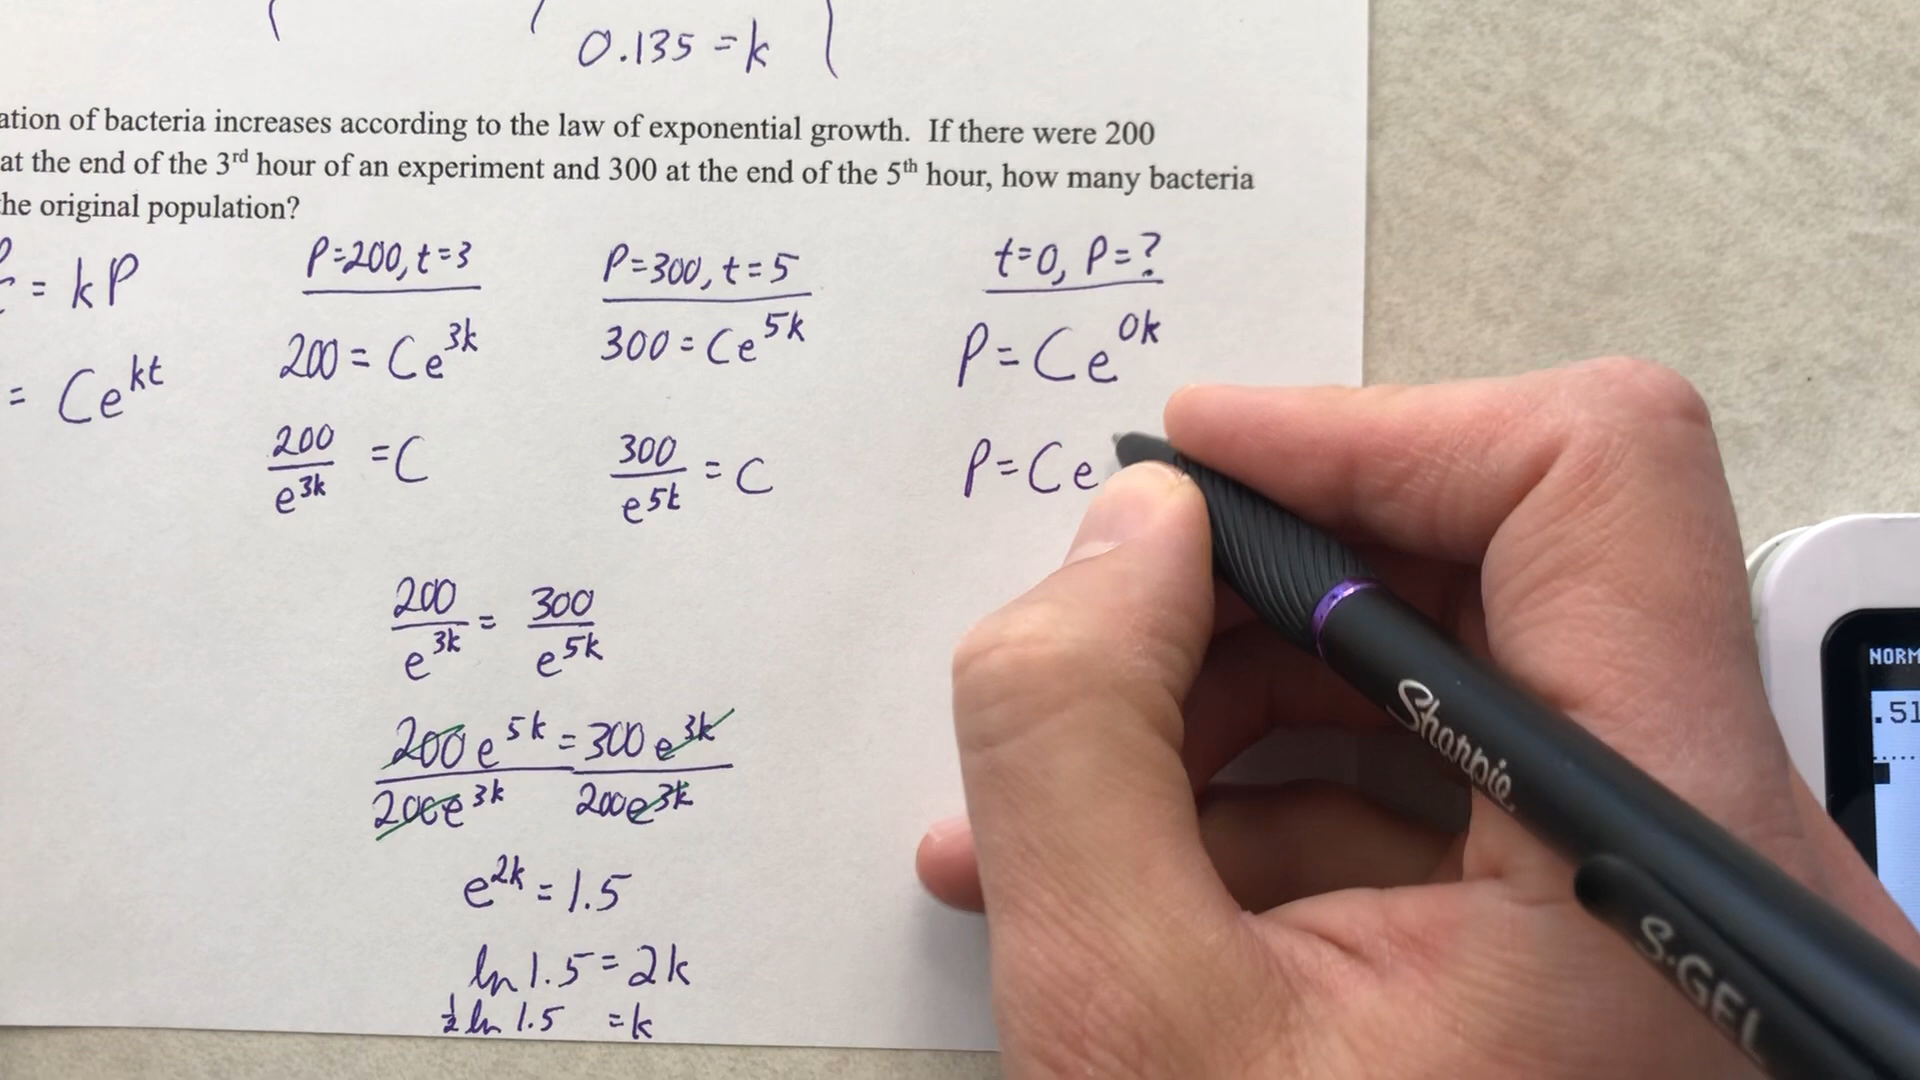 0.135 = k
ation of bacteria increases according to the law of exponential growth. If there were 200
at the end of the 3rd hour of an experiment and 300 at the end of the 5th hour, how many bacteria
he original population?
= kP
= Ce^kt
P=200, t=3
200 = Ce^3k
200/e^3k = C
P=300, t=5
300 = Ce^5k
300/e^5k = C
t=0, P=?
P = Ce^0k
P = Ce
200/e^3k = 300/e^5k
200e^5k/200e^3k = 300e^3k/200e^3k
e^2k = 1.5
ln 1.5 = 2k
½ ln 1.5 = k
Sharpie
S·GEL
NORM
.51